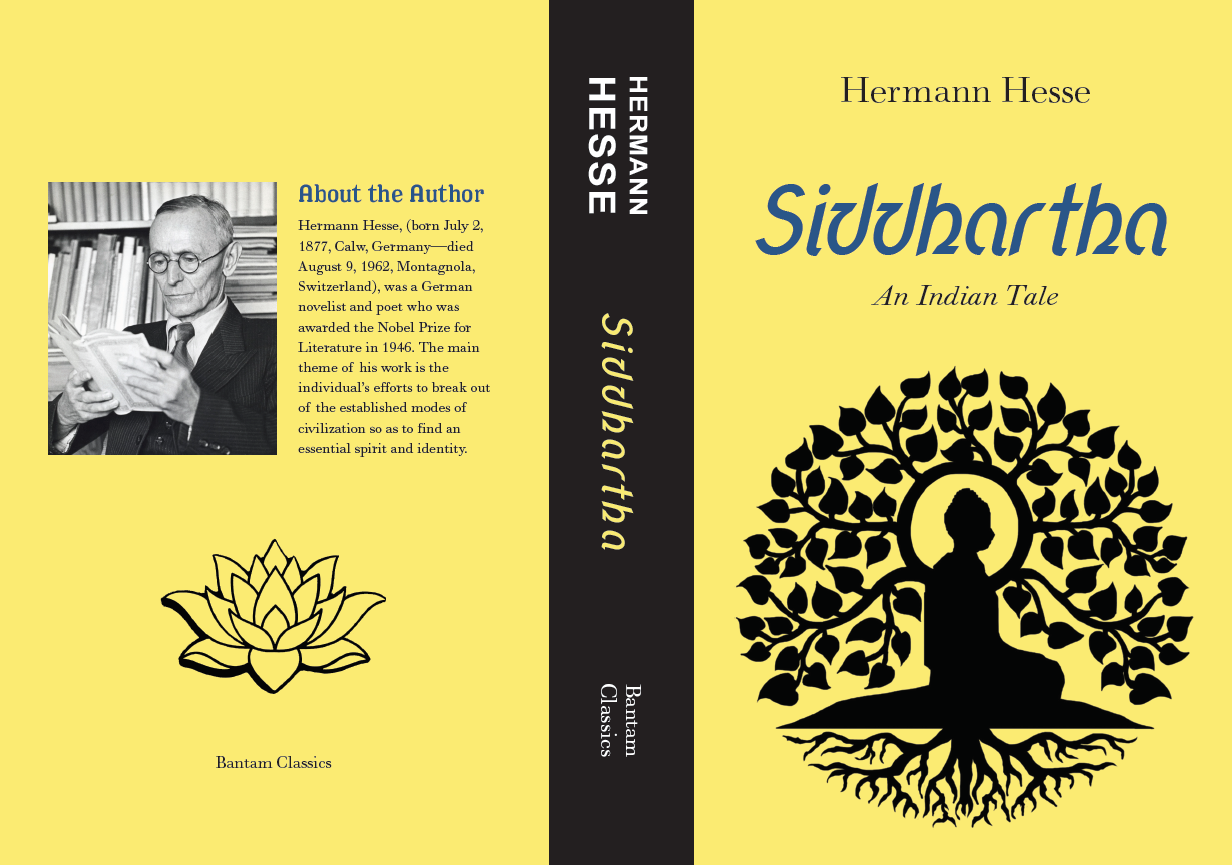 About the Author
Hermann Hesse, (born July 2,
1877, Calw, Germany—died
August 9, 1962, Montagnola,
Switzerland), was a German
novelist and poet who was
awarded the Nobel Prize for
Literature in 1946. The main
theme of his work is the
individual’s efforts to break out
of the established modes of
civilization so as to find an
essential spirit and identity.
Bantam Classics
HERMANN
HESSE
Siddhartha
Bantam
Classics
Hermann Hesse
Siddhartha
An Indian Tale